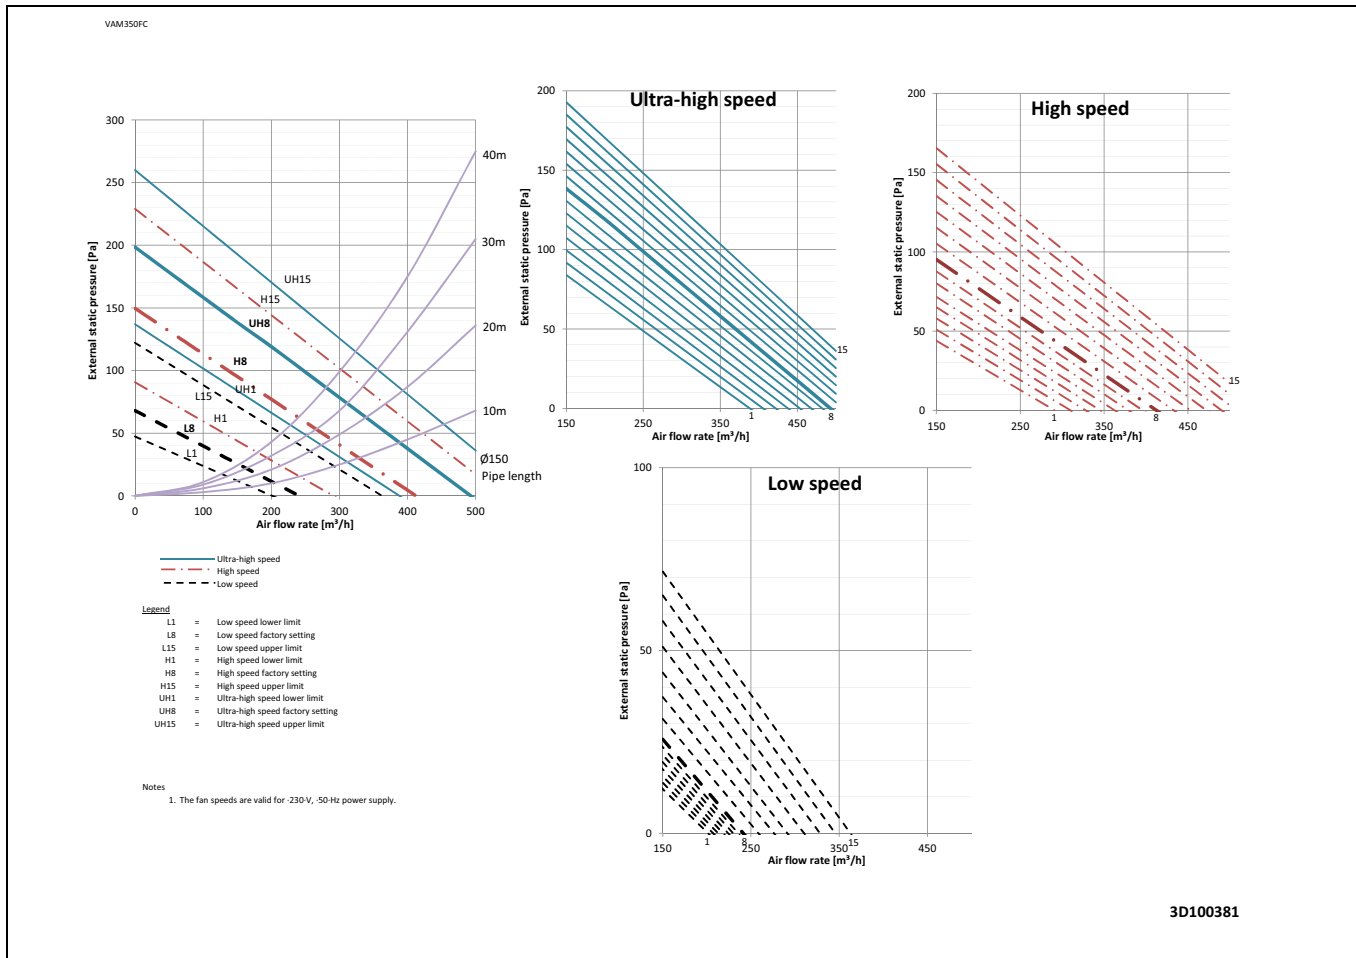 VAM350FC
300
250
200
150
100
50
0
External static pressure [Pa]
0 100 200 300 400 500
Air flow rate [m³/h]
40m
30m
20m
10m
Ø150
Pipe length
UH15
H15
UH8
H8
UH1
L15
H1
L8
L1
Ultra-high speed
200
150
100
50
0
External static pressure [Pa]
150 250 350 1 450 8
15
Air flow rate [m³/h]
High speed
200
150
100
50
0
External static pressure [Pa]
150 250 1 350 8 450
15
Air flow rate [m³/h]
Low speed
100
50
0
External static pressure [Pa]
150 1 8 250 350 15 450
Air flow rate [m³/h]
Ultra-high speed
High speed
Low speed
Legend
L1 = Low speed lower limit
L8 = Low speed factory setting
L15 = Low speed upper limit
H1 = High speed lower limit
H8 = High speed factory setting
H15 = High speed upper limit
UH1 = Ultra-high speed lower limit
UH8 = Ultra-high speed factory setting
UH15 = Ultra-high speed upper limit
Notes
1. The fan speeds are valid for ·230·V, ·50·Hz power supply.
3D100381